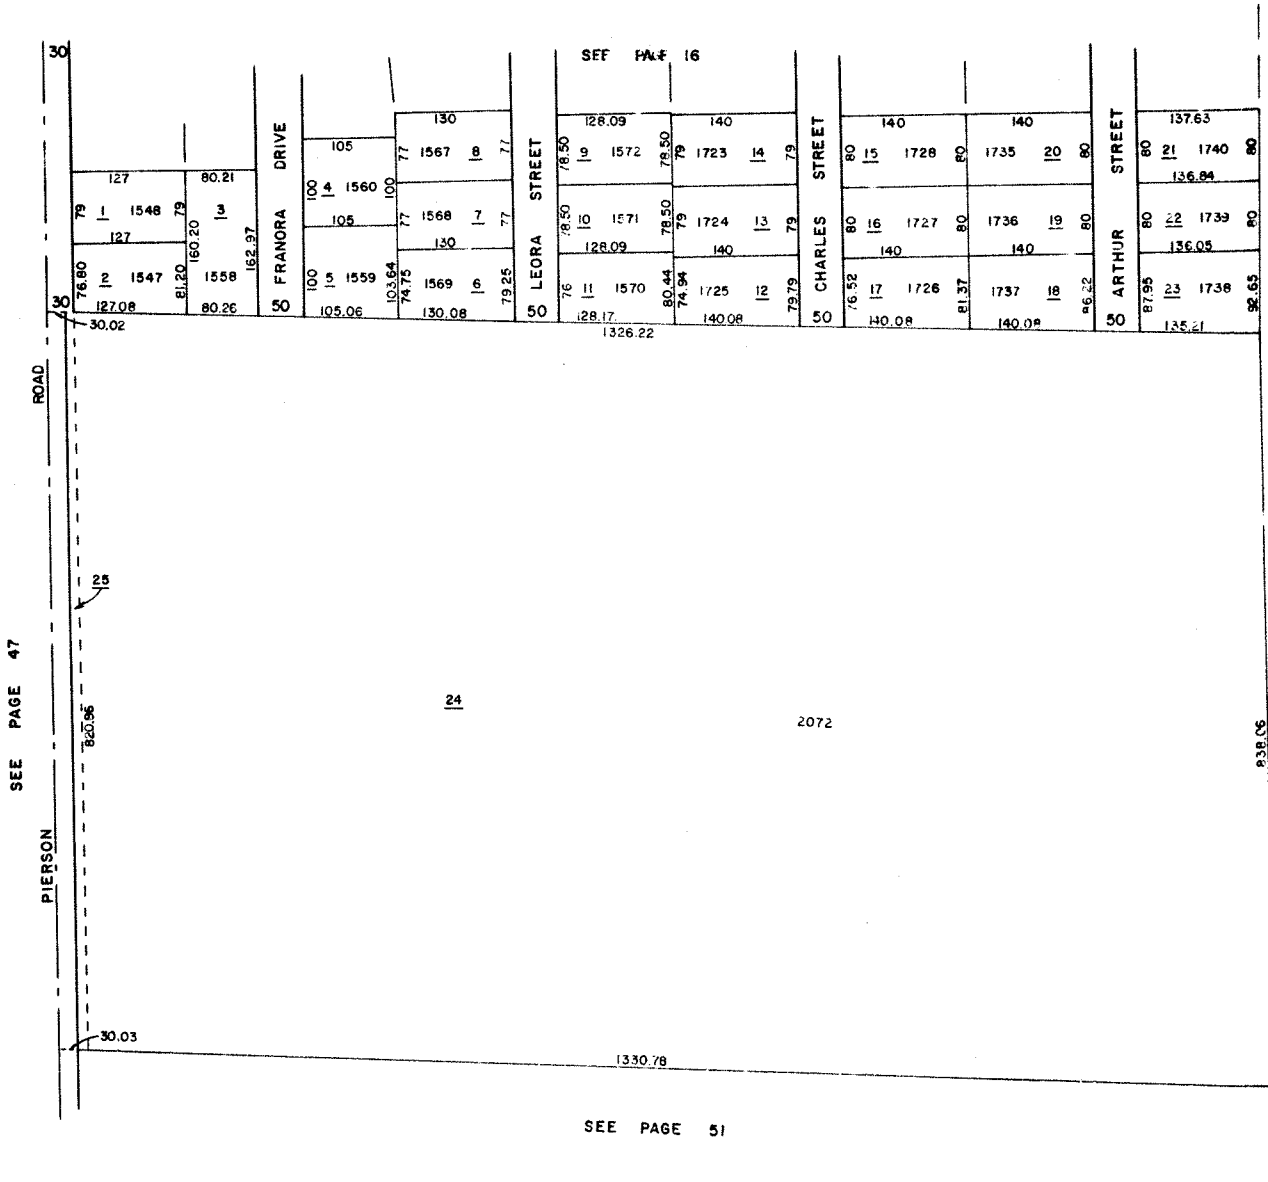 30
SEE PAGE 16
127
80.21
79 1 1548 79
3
127
160.20
162.97
76.80 2 1547 81.20
1558
30
127.08
80.26
30.02
FRANORA DRIVE
50
105
100 4 1560 100
105
100 5 1559 103.64
105.06
130
77 1567 8 77
77 1568 7 77
130
74.75 1569 6 79.25
130.08
LEORA STREET
50
128.09
78.50 9 1572 78.50
78.50 10 1571 78.50
128.09
76 11 1570 80.44
128.17
140
79 1723 14 79
79 1724 13
140
74.94 1725 12 79.79
140.08
1326.22
CHARLES STREET
50
140
80 15 1728 80
80 16 1727 80
140
76.52 17 1726 81.37
140.08
140
1735 20 80
1736 19 80
140
1737 18 86.22
140.08
ARTHUR STREET
50
137.63
80 21 1740 80
136.84
80 22 1739 80
136.05
87.95 23 1738 92.65
135.21
ROAD
25
SEE PAGE 47
820.86
24
2072
838.06
PIERSON
30.03
1330.78
SEE PAGE 51